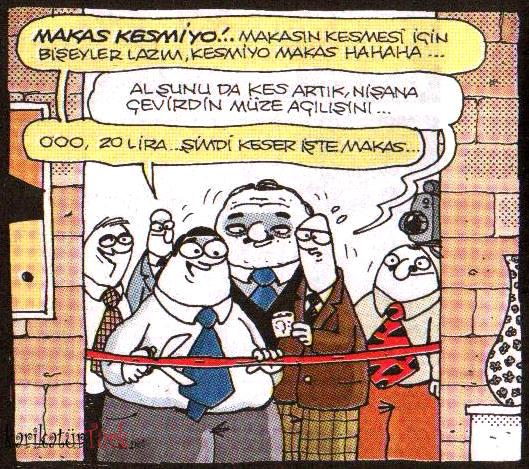 MAKAS KESMİYO!. MAKASIN KESMESİ İÇİN
BİŞEYLER LAZIM, KESMİYO MAKAS HAHAHA ...
AL ŞUNU DA KES ARTIK, NİŞANA
ÇEVİRDİN MÜZE AÇILIŞINI ...
OOO, 20 LİRA...ŞİMDİ KESER İŞTE MAKAS...